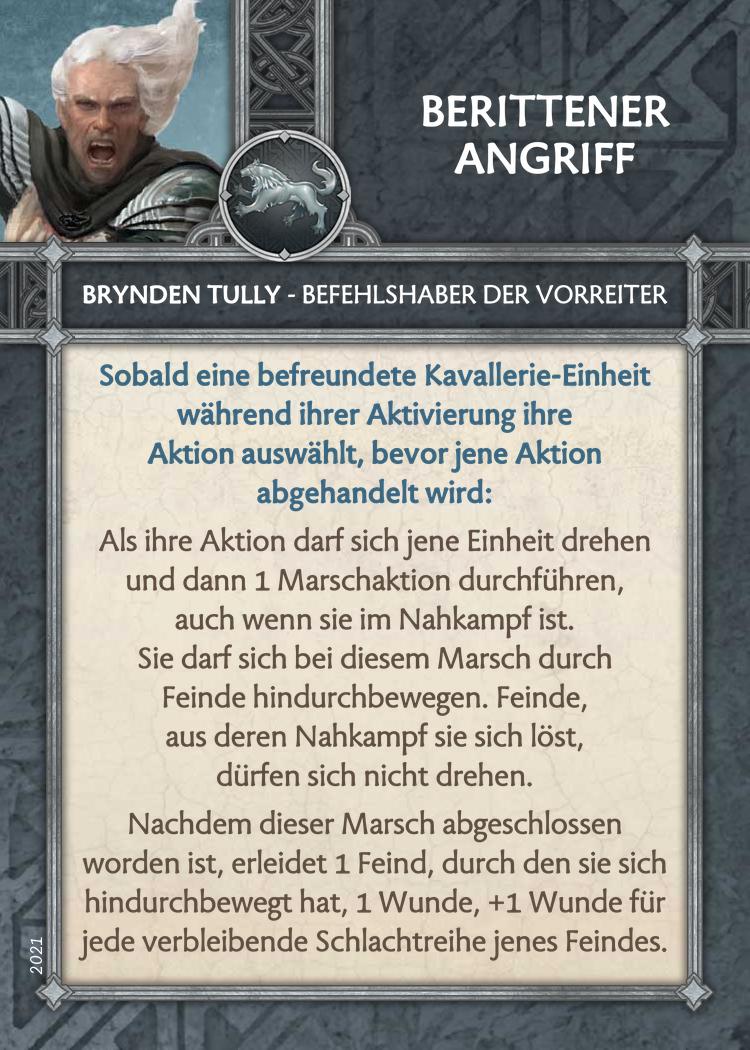 BERITTENER
ANGRIFF
BRYNDEN TULLY - BEFEHLSHABER DER VORREITER
Sobald eine befreundete Kavallerie-Einheit
während ihrer Aktivierung ihre
Aktion auswählt, bevor jene Aktion
abgehandelt wird:
Als ihre Aktion darf sich jene Einheit drehen
und dann 1 Marschaktion durchführen,
auch wenn sie im Nahkampf ist.
Sie darf sich bei diesem Marsch durch
Feinde hindurchbewegen. Feinde,
aus deren Nahkampf sie sich löst,
dürfen sich nicht drehen.
Nachdem dieser Marsch abgeschlossen
worden ist, erleidet 1 Feind, durch den sie sich
hindurchbewegt hat, 1 Wunde, +1 Wunde für
jede verbleibende Schlachtreihe jenes Feindes.
2021